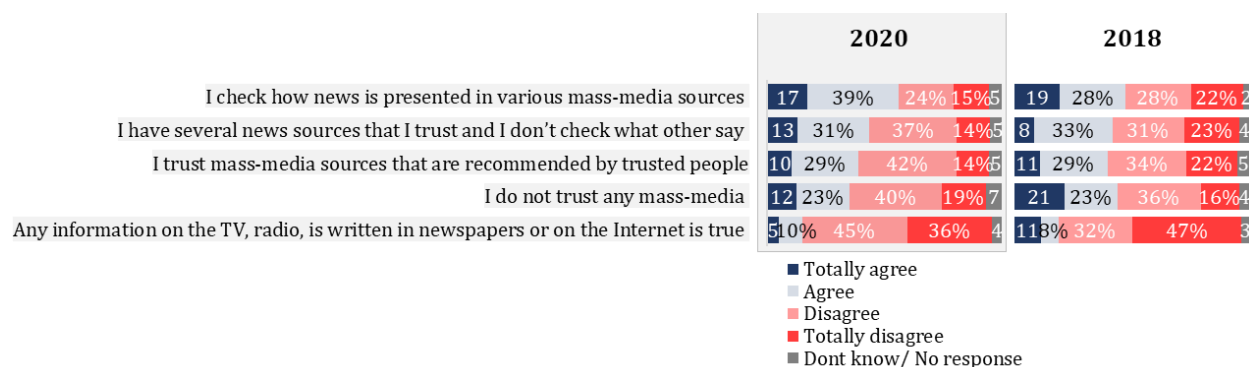 2020 2018
I check how news is presented in various mass-media sources 17 39% 24% 15% 5 19 28% 28% 22% 2
I have several news sources that I trust and I don't check what other say 13 31% 37% 14% 5 8 33% 31% 23% 4
I trust mass-media sources that are recommended by trusted people 10 29% 42% 14% 5 11 29% 34% 22% 5
I do not trust any mass-media 12 23% 40% 19% 7 21 23% 36% 16% 4
Any information on the TV, radio, is written in newspapers or on the Internet is true 5 10% 45% 36% 4 11 8% 32% 47% 3
Totally agree
Agree
Disagree
Totally disagree
Dont know/ No response